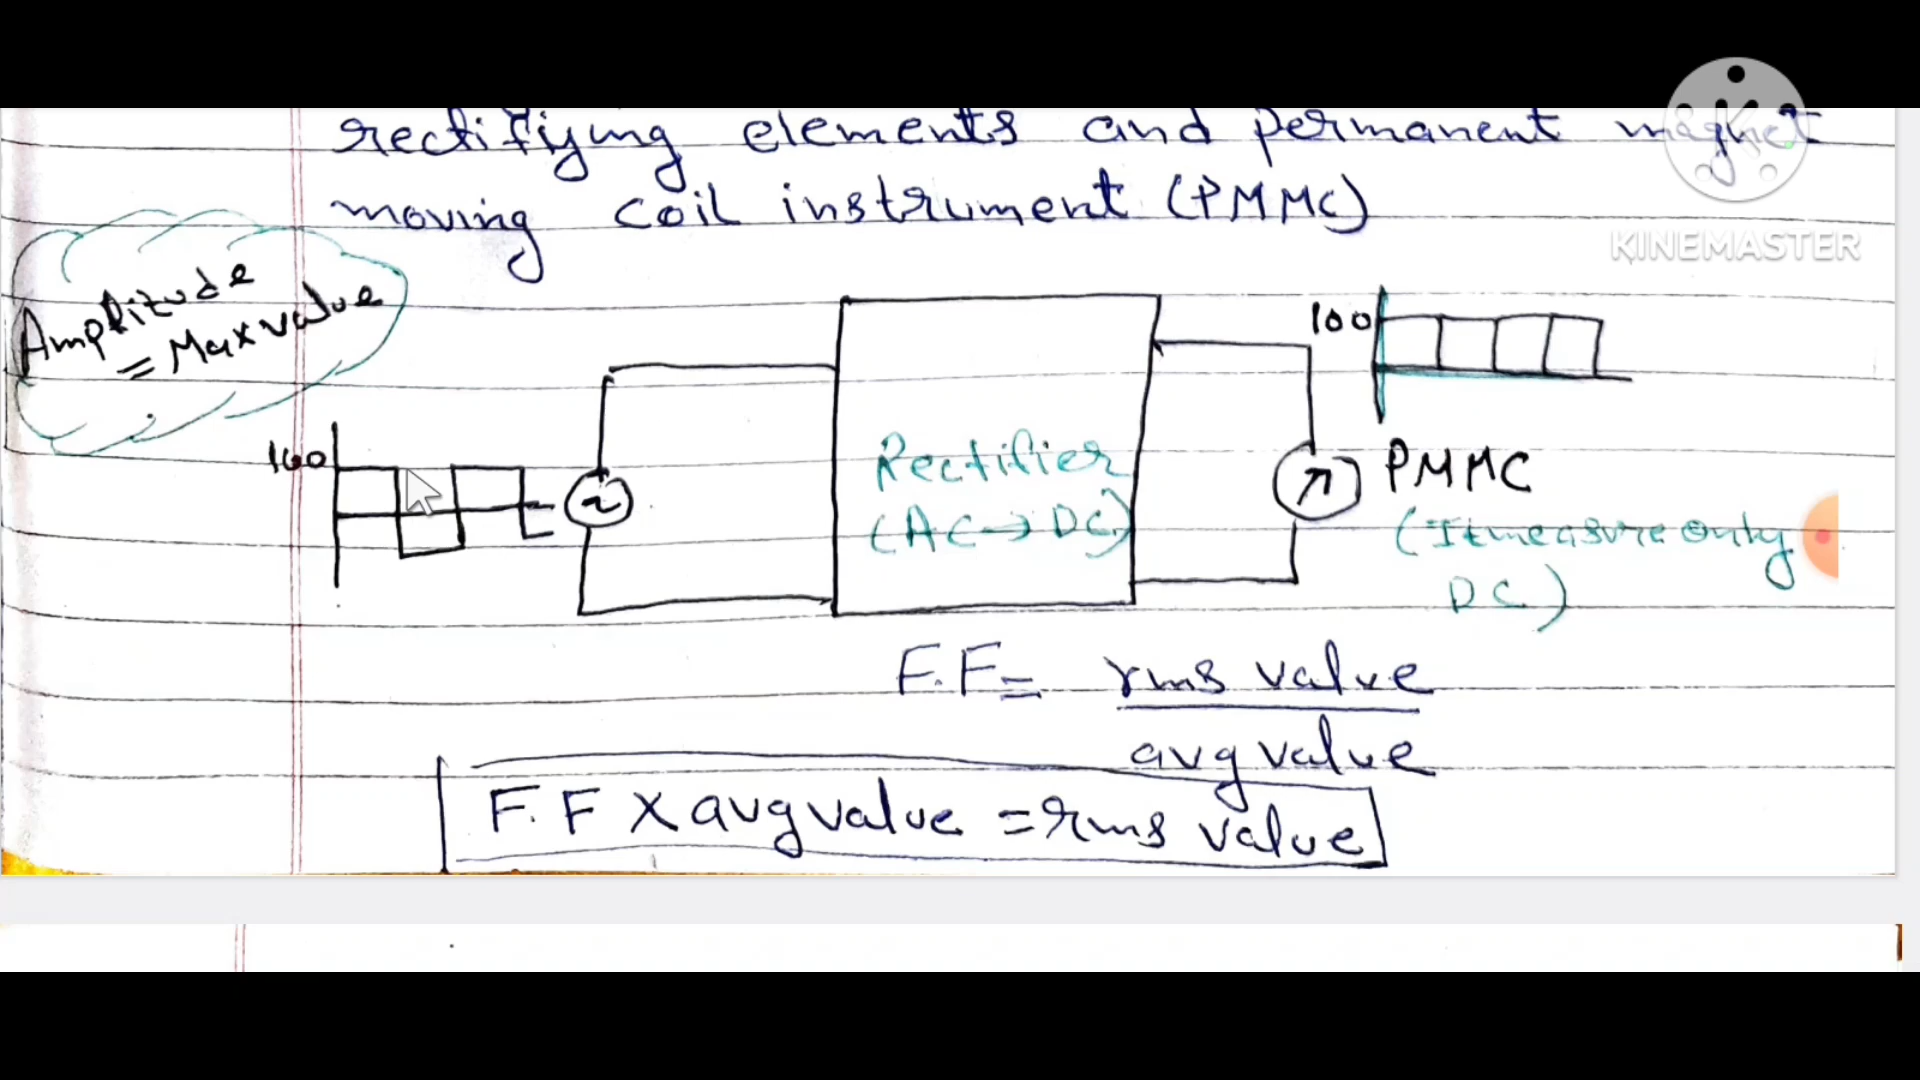 rectifiying elements and permanent magnet
moving coil instrument (PMMC)
KINEMASTER
Amplitude
= Max value
100
100
Rectifier
(AC→DC)
PMMC
(It measure only
DC)
F.F = rms value
avg value
F.F X avg value = rms value